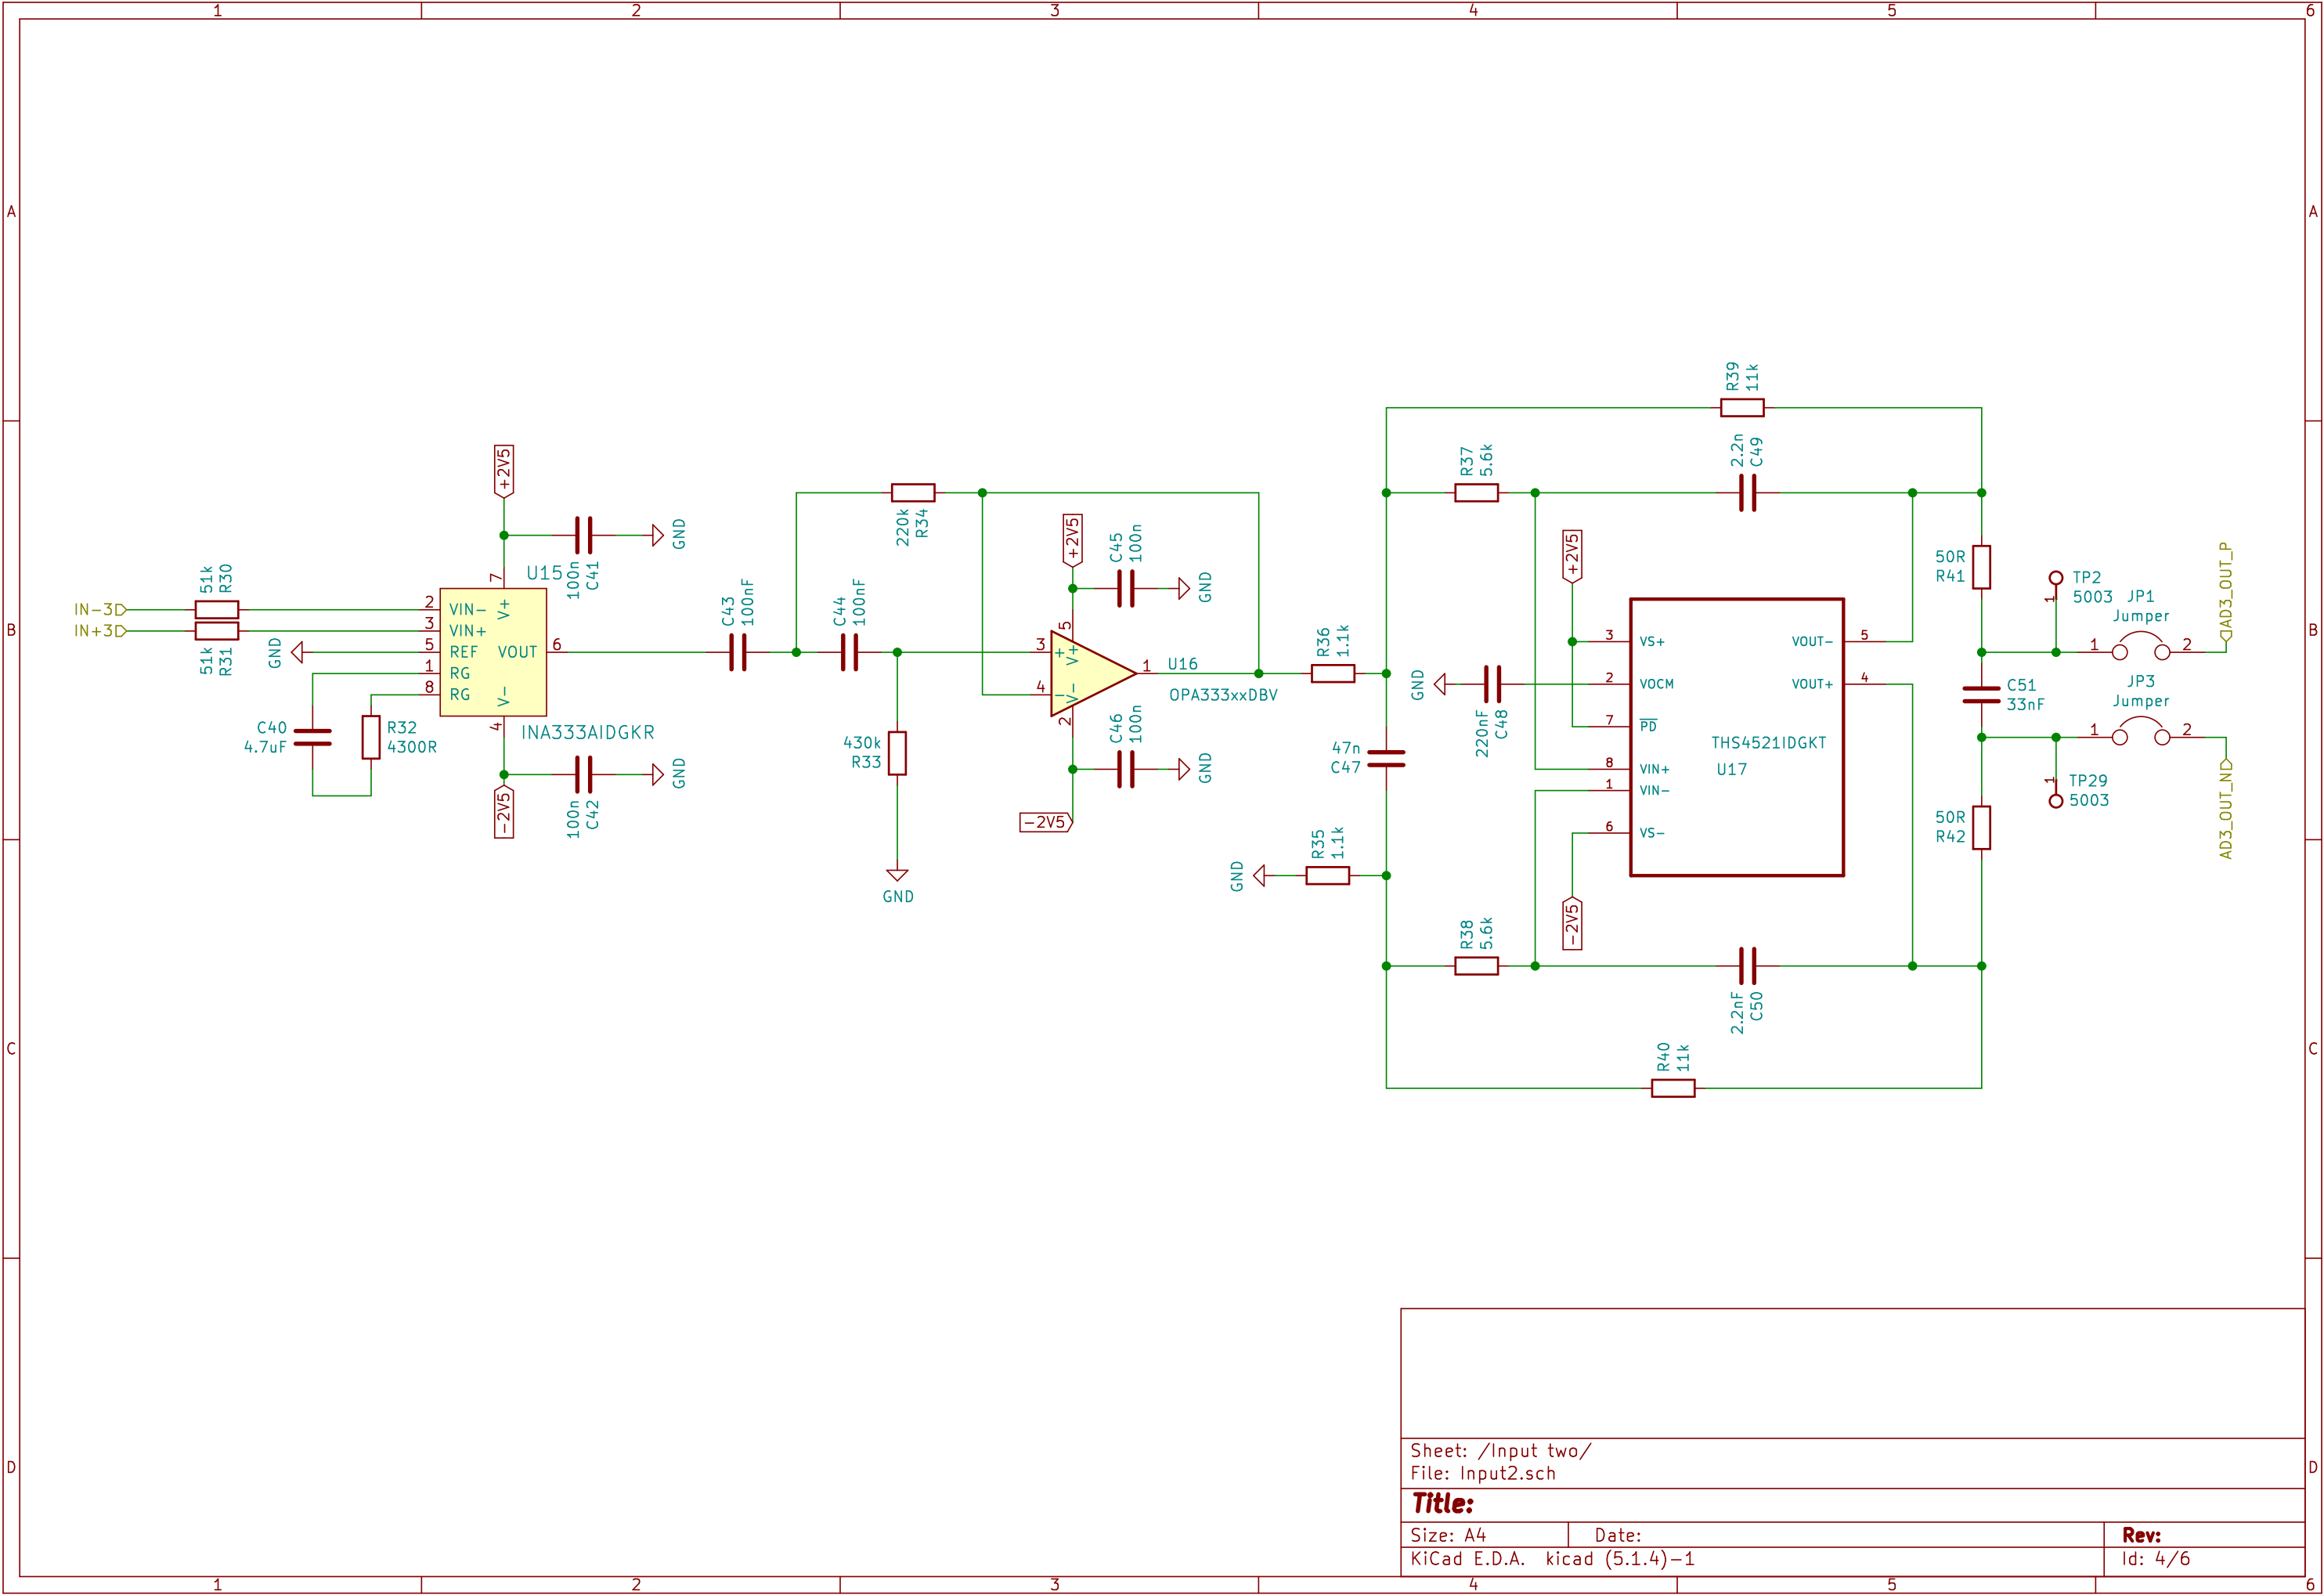 1 2 3 4 5 6
A A
B B
C C
D D
1 2 3 4 5 6
IN-3
IN+3
51k
R30
51k
R31
GND
C40
4.7uF
R32
4300R
+2V5
100n
C41
GND
U15
2 VIN-
3 VIN+
5 REF
1 RG
8 RG
VOUT 6
V+
7
V-
4
INA333AIDGKR
-2V5
100n
C42
GND
C43
100nF
C44
100nF
220k
R34
430k
R33
GND
+2V5
C45
100n
GND
3
4
5
2
1
+
-
V+
V-
U16
OPA333xxDBV
C46
100n
GND
-2V5
R36
1.1k
47n
C47
GND
R35
1.1k
R39
11k
R37
5.6k
2.2n
C49
+2V5
GND
220nF
C48
3 VS+
2 VOCM
7 PD
8 VIN+
1 VIN-
6 VS-
VOUT- 5
VOUT+ 4
THS4521IDGKT
U17
-2V5
R38
5.6k
2.2nF
C50
R40
11k
50R
R41
C51
33nF
50R
R42
1
TP2
5003
JP1
Jumper
1 2
JP3
Jumper
1 2
1
TP29
5003
AD3_OUT_P
AD3_OUT_N
Sheet: /Input two/
File: Input2.sch
Title:
Size: A4 Date: Rev:
KiCad E.D.A. kicad (5.1.4)-1 Id: 4/6